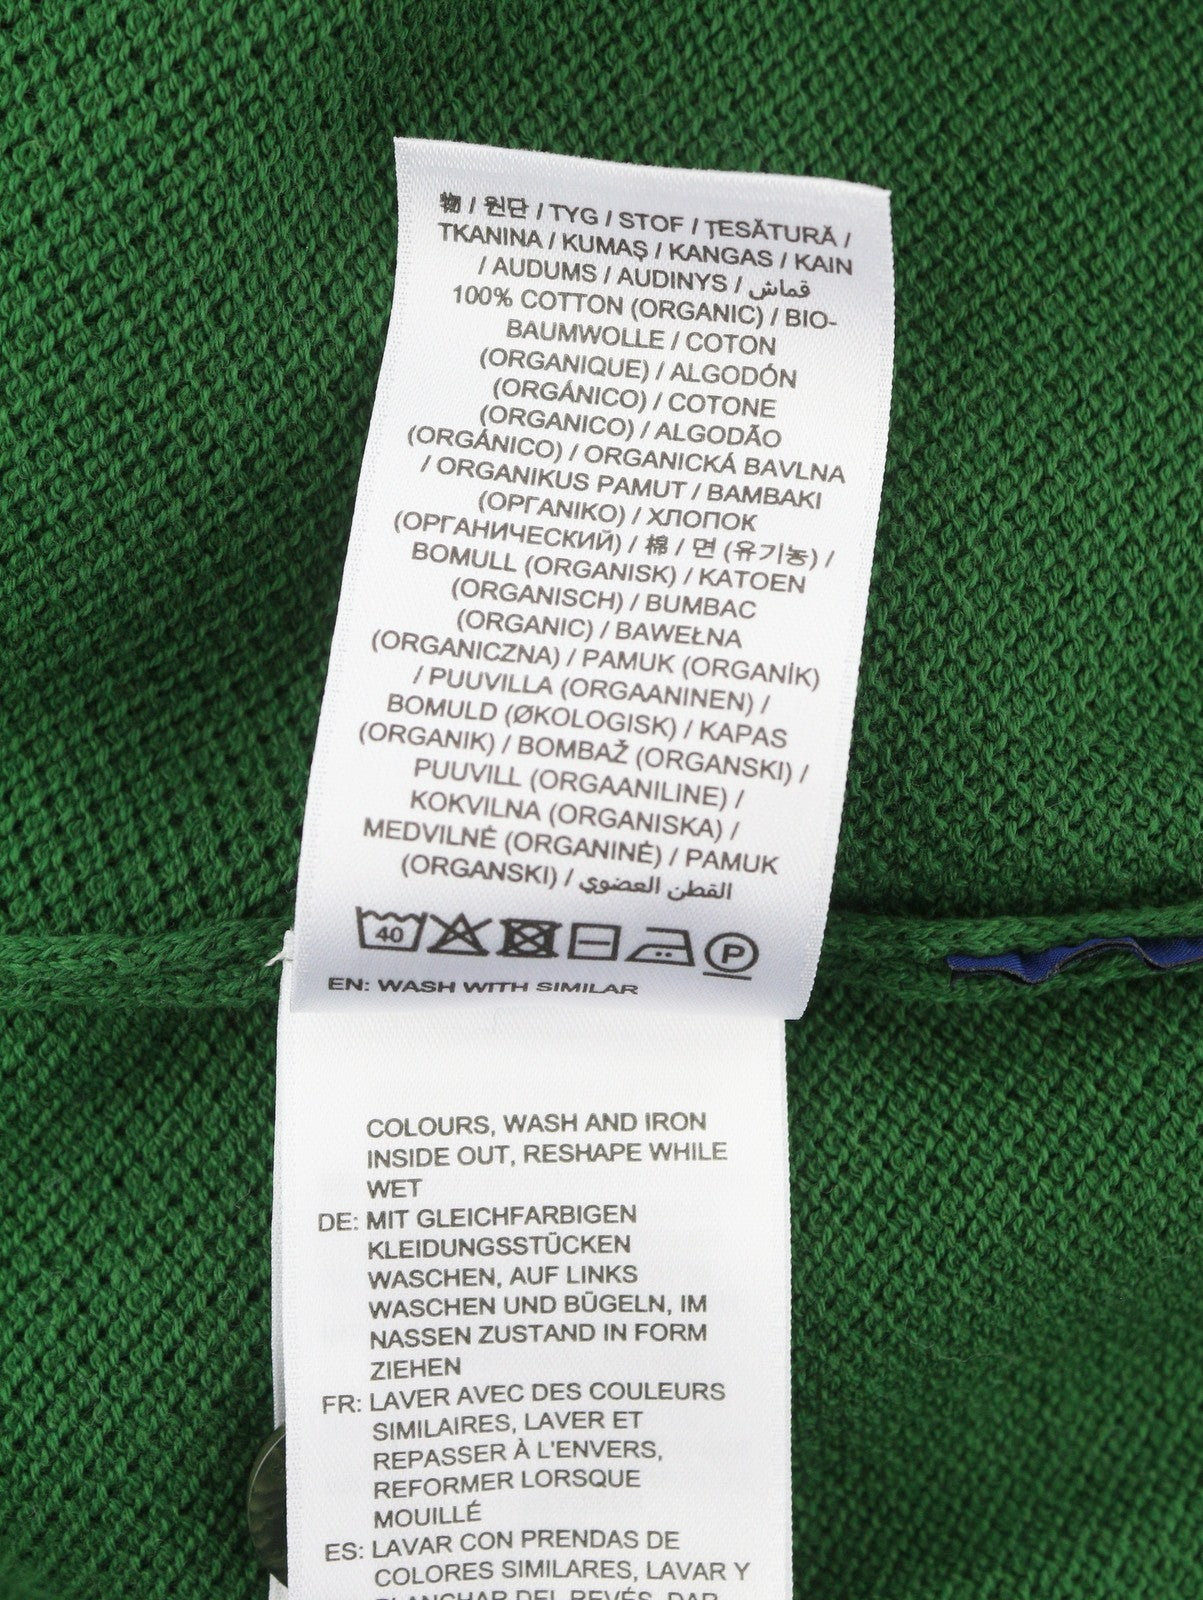 物 / 원단 / TYG / STOF / ŢESĂTURĂ /
TKANINA / KUMAŞ / KANGAS / KAIN
/ AUDUMS / AUDINYS / قماش
100% COTTON (ORGANIC) / BIO-
BAUMWOLLE / COTON
(ORGANIQUE) / ALGODÓN
(ORGÁNICO) / COTONE
(ORGANICO) / ALGODÃO
(ORGÁNICO) / ORGANICKÁ BAVLNA
/ ORGANIKUS PAMUT / BAMBAKI
(ΟΡΓΑΝΙΚΟ) / ХЛОПОК
(ОРГАНИЧЕСКИЙ) / 棉 / 면 (유기농) /
BOMULL (ORGANISK) / KATOEN
(ORGANISCH) / BUMBAC
(ORGANIC) / BAWEŁNA
(ORGANICZNA) / PAMUK (ORGANİK)
/ PUUVILLA (ORGAANINEN) /
BOMULD (ØKOLOGISK) / KAPAS
(ORGANIK) / BOMBAŽ (ORGANSKI) /
PUUVILL (ORGAANILINE) /
KOKVILNA (ORGANISKA) /
MEDVILNĖ (ORGANINĖ) / PAMUK
(ORGANSKI) / القطن العضوي
40 P
EN: WASH WITH SIMILAR
COLOURS, WASH AND IRON
INSIDE OUT, RESHAPE WHILE
WET
DE: MIT GLEICHFARBIGEN
KLEIDUNGSSTÜCKEN
WASCHEN, AUF LINKS
WASCHEN UND BÜGELN, IM
NASSEN ZUSTAND IN FORM
ZIEHEN
FR: LAVER AVEC DES COULEURS
SIMILAIRES, LAVER ET
REPASSER À L'ENVERS,
REFORMER LORSQUE
MOUILLÉ
ES: LAVAR CON PRENDAS DE
COLORES SIMILARES, LAVAR Y
PLANCHAR DEL REVÉS, DAR